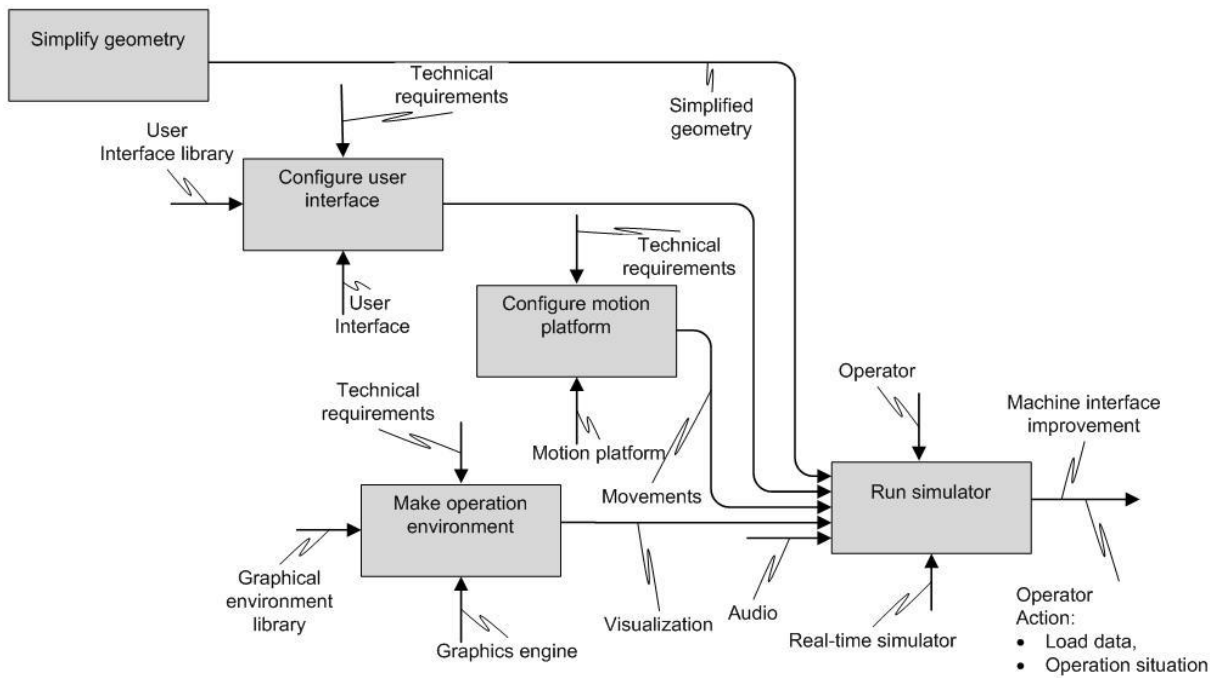 Simplify geometry
Technical
requirements
Simplified
geometry
User
Interface library
Configure user
interface
Technical
requirements
User
Interface
Configure motion
platform
Operator
Technical
requirements
Machine interface
improvement
Motion platform
Movements
Run simulator
Make operation
environment
Graphical
environment
library
Visualization
Audio
Graphics engine
Real-time simulator
Operator
Action:
• Load data,
• Operation situation